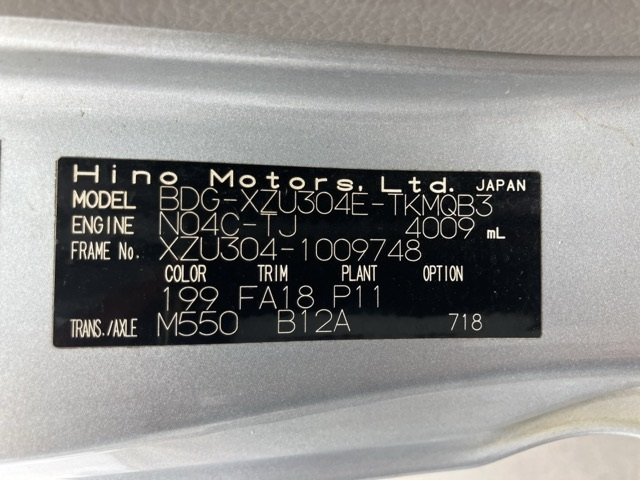 Hino Motors, Ltd. JAPAN
MODEL BDG-XZU304E-TKMQB3
ENGINE N04C-TJ 4009 mL
FRAME No. XZU304-1009748
COLOR TRIM PLANT OPTION
199 FA18 P11
TRANS./AXLE M550 B12A 718